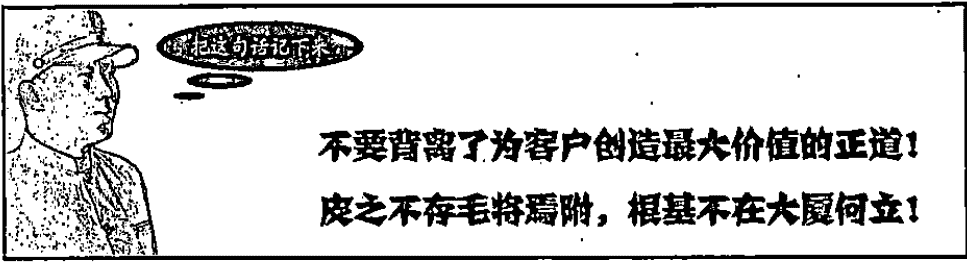 把这句话记下来
不要背离了为客户创造最大价值的正道！
皮之不存毛将焉附，根基不在大厦何立！